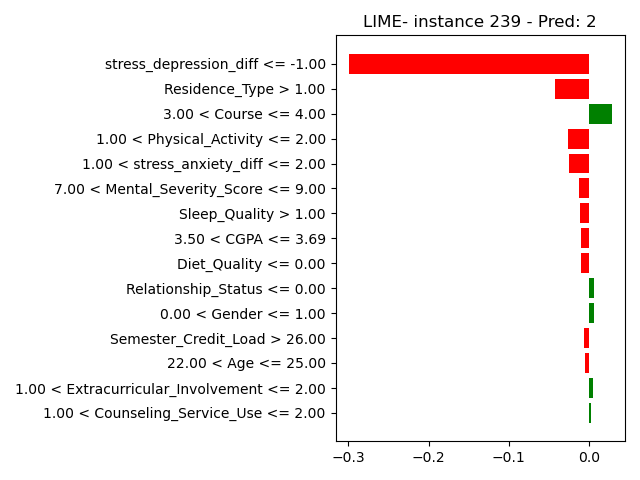 LIME- instance 239 - Pred: 2
stress_depression_diff <= -1.00
Residence_Type > 1.00
3.00 < Course <= 4.00
1.00 < Physical_Activity <= 2.00
1.00 < stress_anxiety_diff <= 2.00
7.00 < Mental_Severity_Score <= 9.00
Sleep_Quality > 1.00
3.50 < CGPA <= 3.69
Diet_Quality <= 0.00
Relationship_Status <= 0.00
0.00 < Gender <= 1.00
Semester_Credit_Load > 26.00
22.00 < Age <= 25.00
1.00 < Extracurricular_Involvement <= 2.00
1.00 < Counseling_Service_Use <= 2.00
−0.3 −0.2 −0.1 0.0